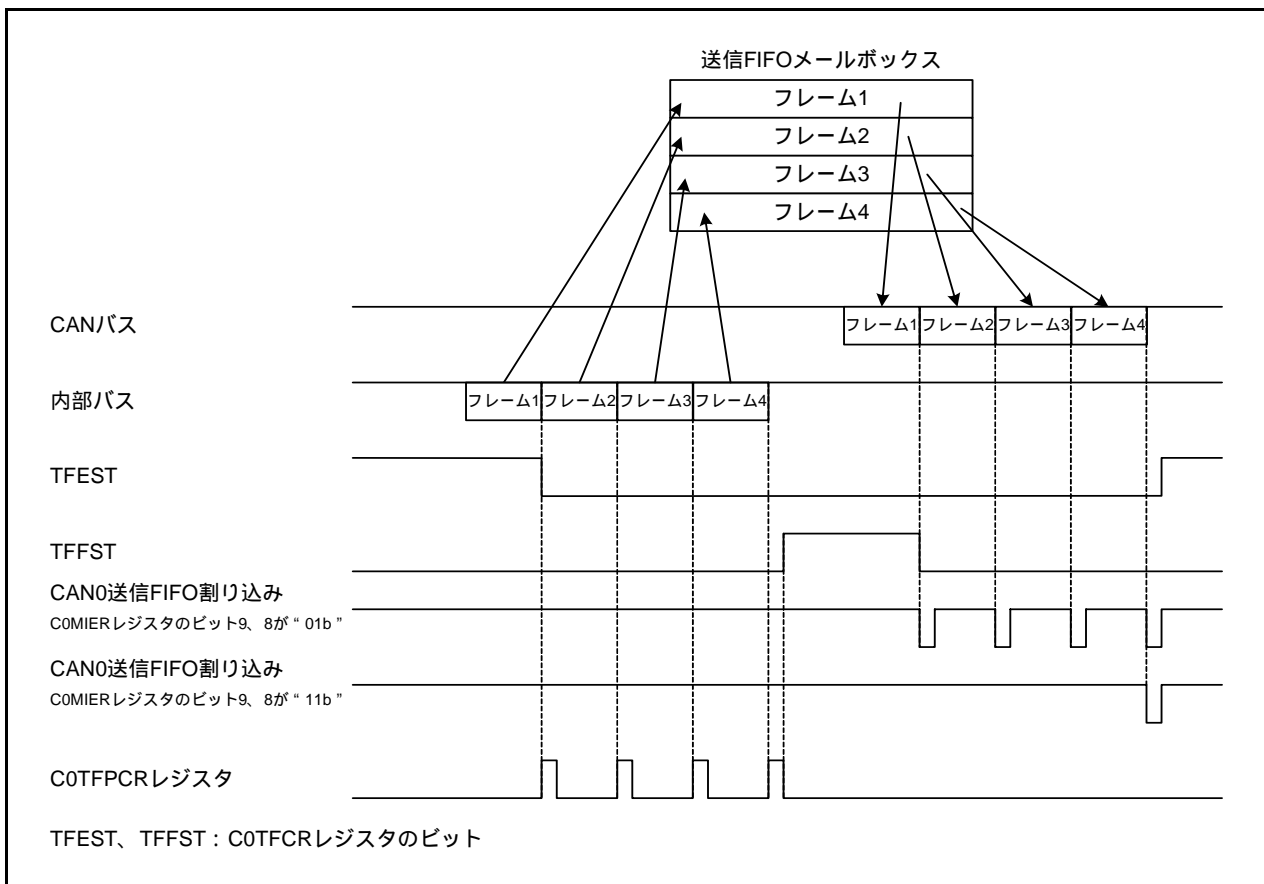 送信FIFOメールボックス
フレーム1
フレーム2
フレーム3
フレーム4
CANバス
フレーム1 フレーム2 フレーム3 フレーム4
内部バス
フレーム1 フレーム2 フレーム3 フレーム4
TFEST
TFFST
CAN0送信FIFO割り込み
C0MIERレジスタのビット9、8が“01b”
CAN0送信FIFO割り込み
C0MIERレジスタのビット9、8が“11b”
C0TFPCRレジスタ
TFEST、TFFST：C0TFCRレジスタのビット